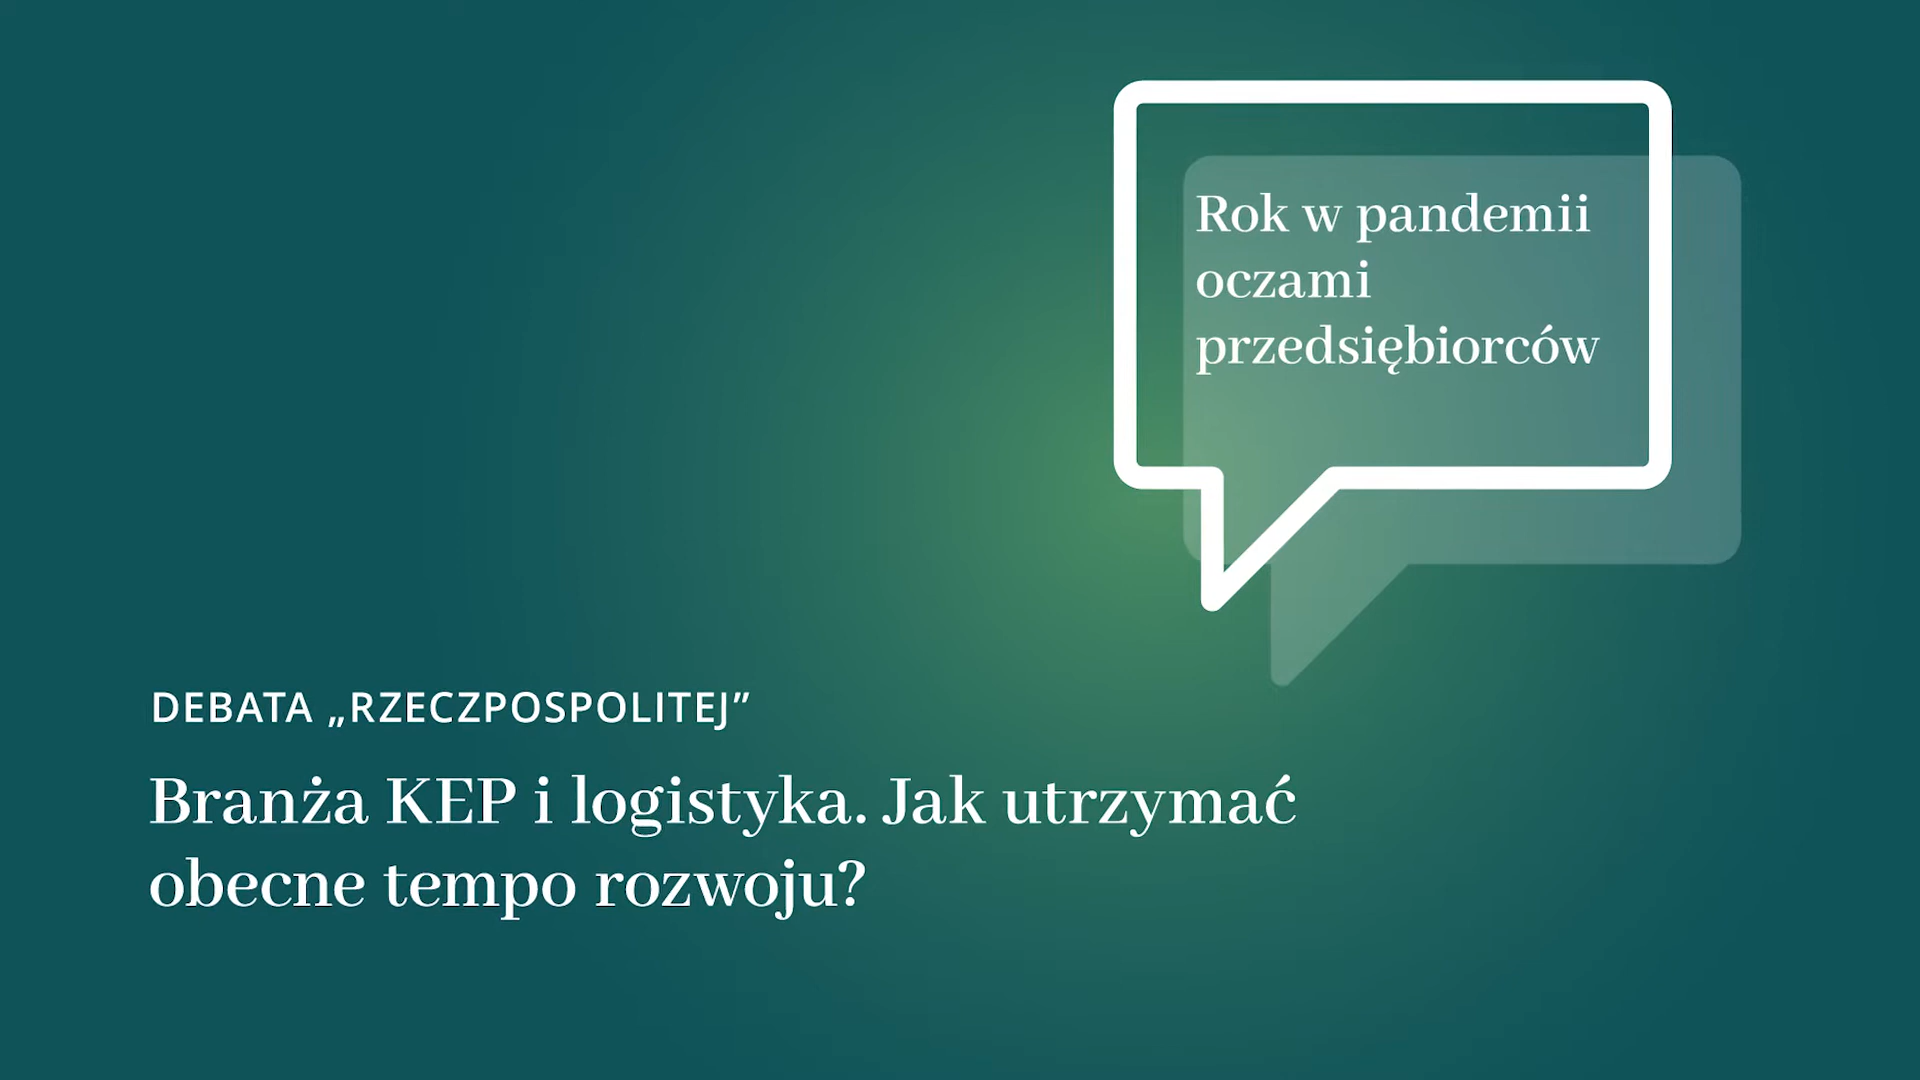 Rok w pandemii
oczami
przedsiębiorców
DEBATA „RZECZPOSPOLITEJ”
Branża KEP i logistyka. Jak utrzymać
obecne tempo rozwoju?